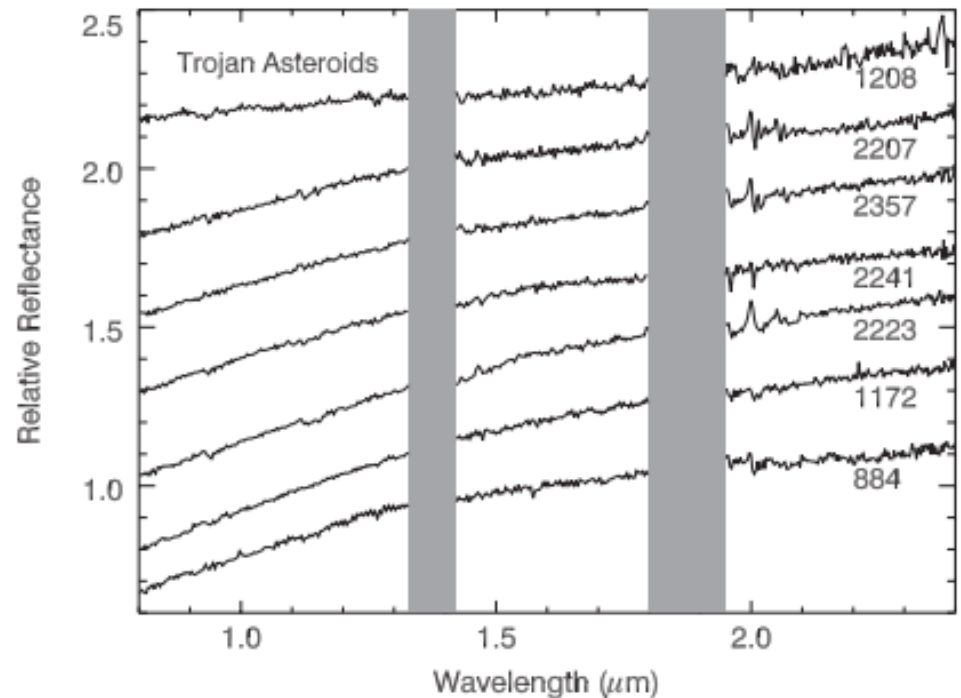 2.5
Trojan Asteroids
1208
2207
2.0
2357
2241
1.5
2223
1172
1.0
884
Relative Reflectance
1.0 1.5 2.0
Wavelength (μm)